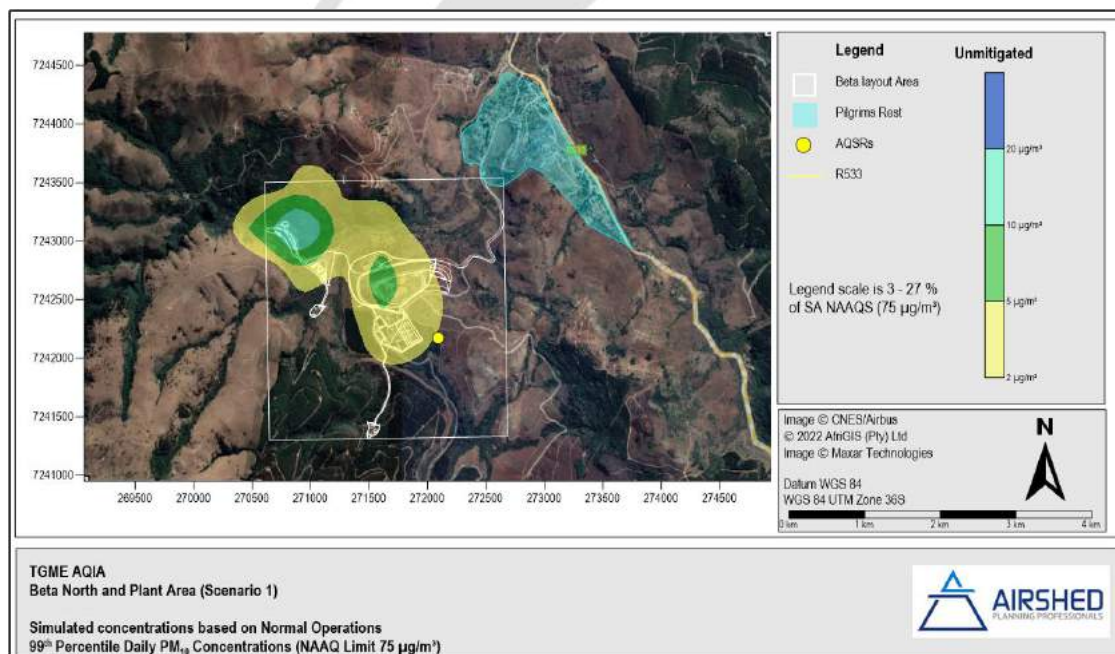 7244500
7244000
7243500
7243000
7242500
7242000
7241500
7241000
269500 270000 270500 271000 271500 272000 272500 273000 273500 274000 274500
Legend
Beta layout Area
Pilgrims Rest
AQSRs
R533
Unmitigated
20 µg/m³
10 µg/m³
5 µg/m³
2 µg/m³
Legend scale is 3 - 27 %
of SA NAAQS (75 µg/m³)
Image © CNES/Airbus
© 2022 AfriGIS (Pty) Ltd
Image © Maxar Technologies
Datum WGS 84
WGS 84 UTM Zone 36S
N
0 km 1 km 2 km 3 km 4 km
TGME AQIA
Beta North and Plant Area (Scenario 1)
Simulated concentrations based on Normal Operations
99th Percentile Daily PM₁₀ Concentrations (NAAQ Limit 75 µg/m³)
AIRSHED
PLANNING PROFESSIONALS